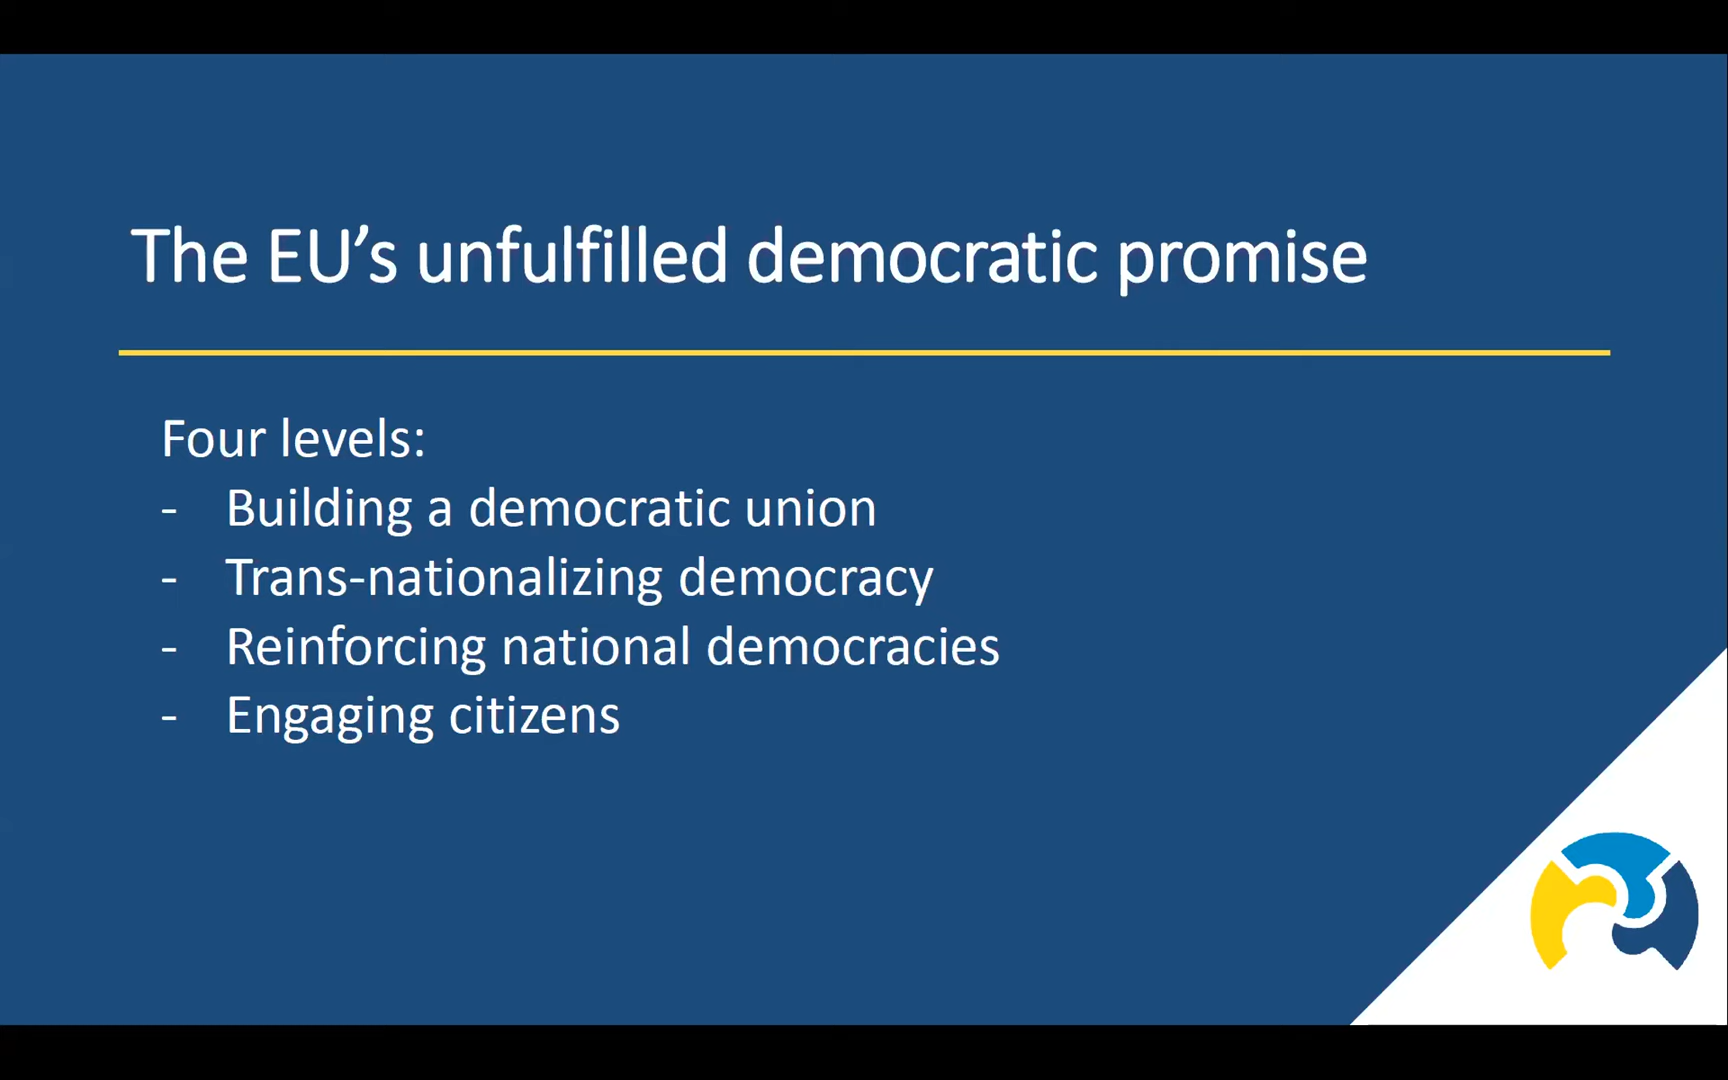 The EU’s unfulfilled democratic promise
Four levels:
- Building a democratic union
- Trans-nationalizing democracy
- Reinforcing national democracies
- Engaging citizens